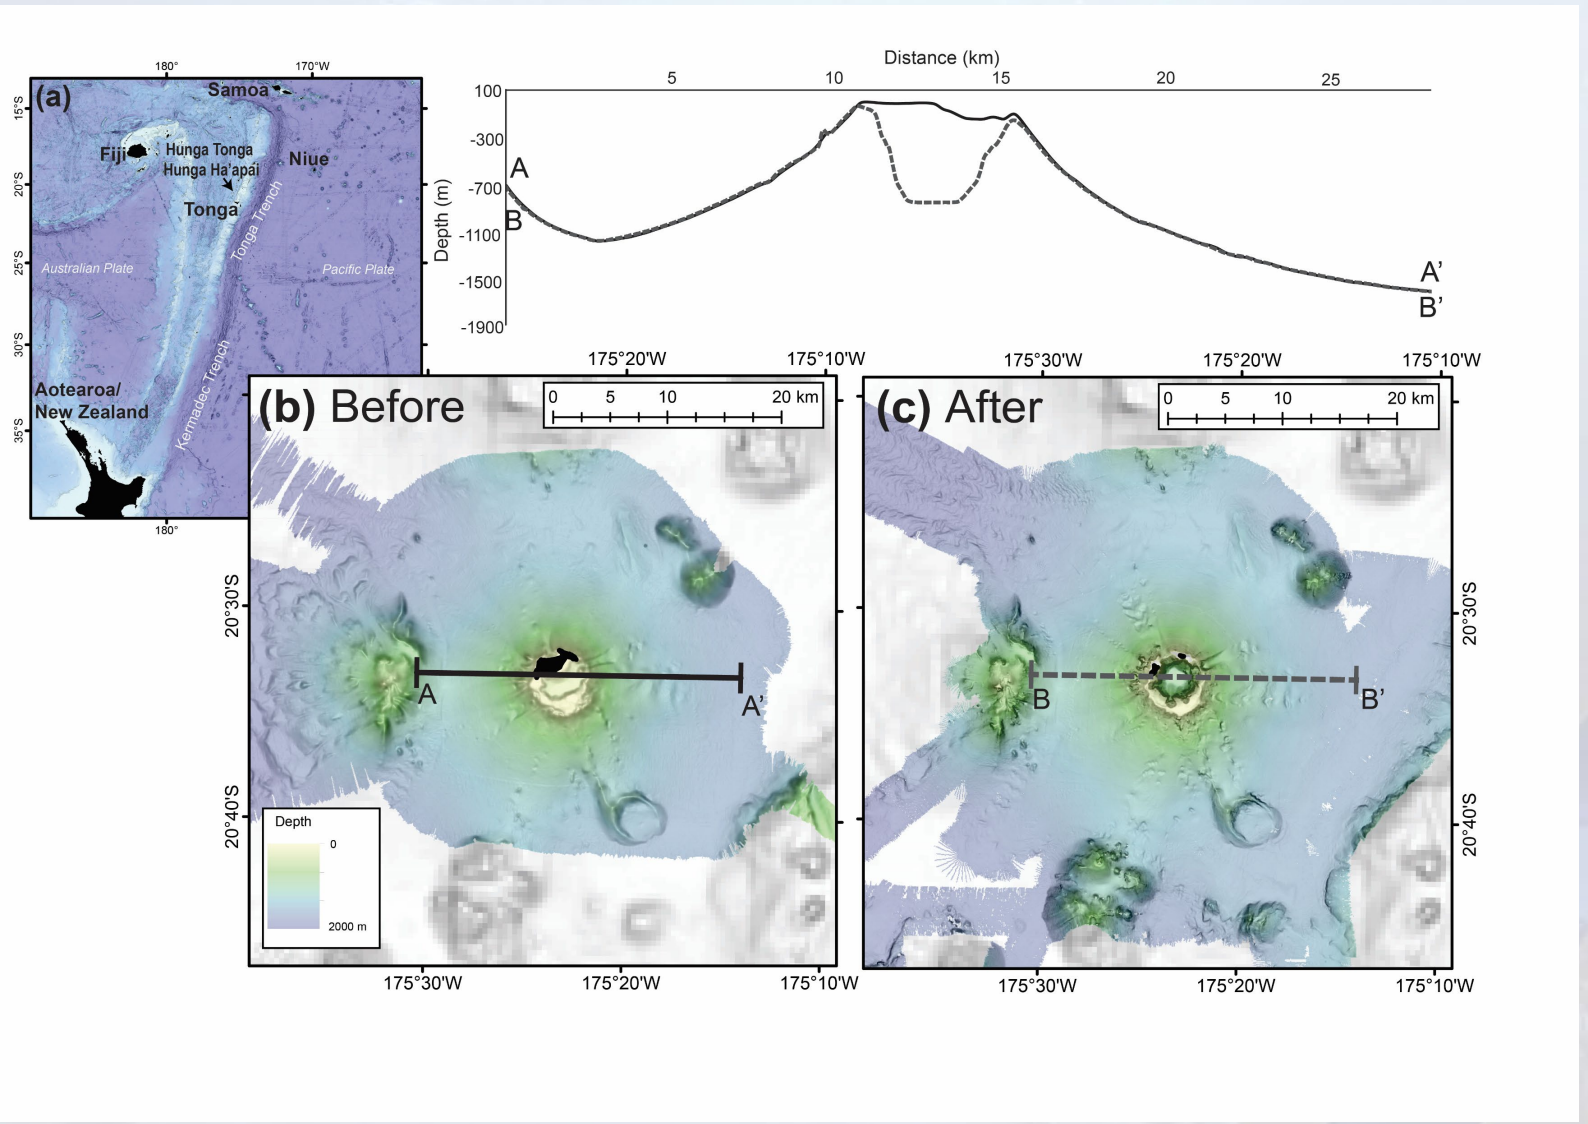 (a)
180°
170°W
15°S
20°S
25°S
30°S
35°S
180°
Samoa
Fiji
Hunga Tonga
Hunga Ha'apai
Niue
Tonga
Tonga Trench
Australian Plate
Pacific Plate
Kermadec Trench
Aotearoa/
New Zealand
Distance (km)
5
10
15
20
25
Depth (m)
100
-300
-700
-1100
-1500
-1900
A
B
A’
B’
175°20'W
175°10'W
(b) Before
0 5 10 20 km
20°30'S
20°40'S
A
A’
Depth
0
2000 m
175°30'W
175°20'W
175°10'W
175°30'W
175°20'W
175°10'W
(c) After
0 5 10 20 km
B
B’
20°30'S
20°40'S
175°30'W
175°20'W
175°10'W